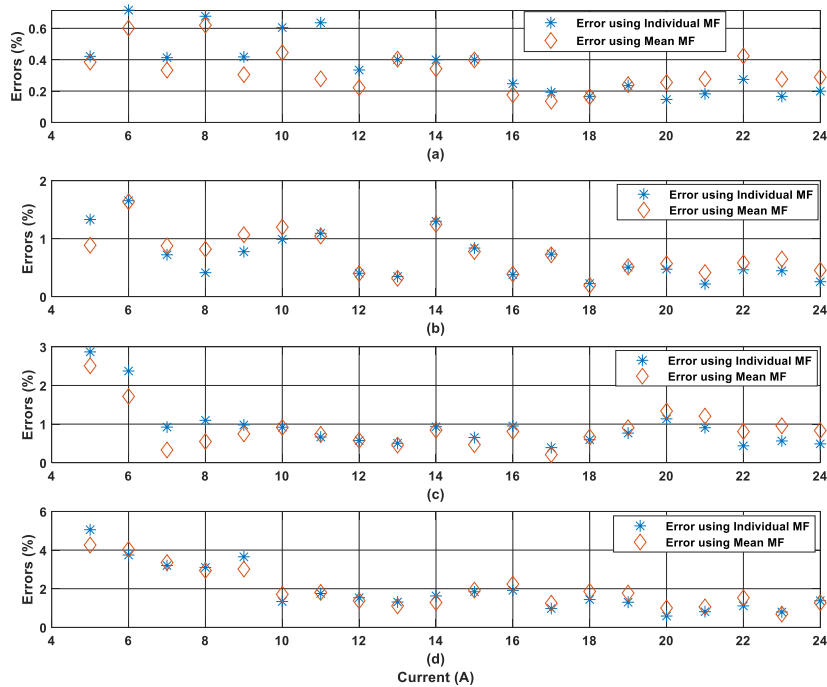 Errors (%)
0.6
0.4
0.2
0
Error using Individual MF
Error using Mean MF
4 6 8 10 12 14 16 18 20 22 24
(a)
Errors (%)
2
1
0
Error using Individual MF
Error using Mean MF
4 6 8 10 12 14 16 18 20 22 24
(b)
Errors (%)
3
2
1
0
Error using Individual MF
Error using Mean MF
4 6 8 10 12 14 16 18 20 22 24
(c)
Errors (%)
6
4
2
0
Error using Individual MF
Error using Mean MF
4 6 8 10 12 14 16 18 20 22 24
(d)
Current (A)